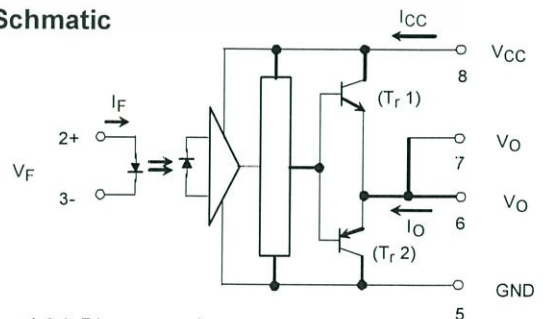 Schmatic
ICC
VCC
8
IF
(Tr 1)
2+
VO
7
VF
3-
VO
6
IO
(Tr 2)
GND
5